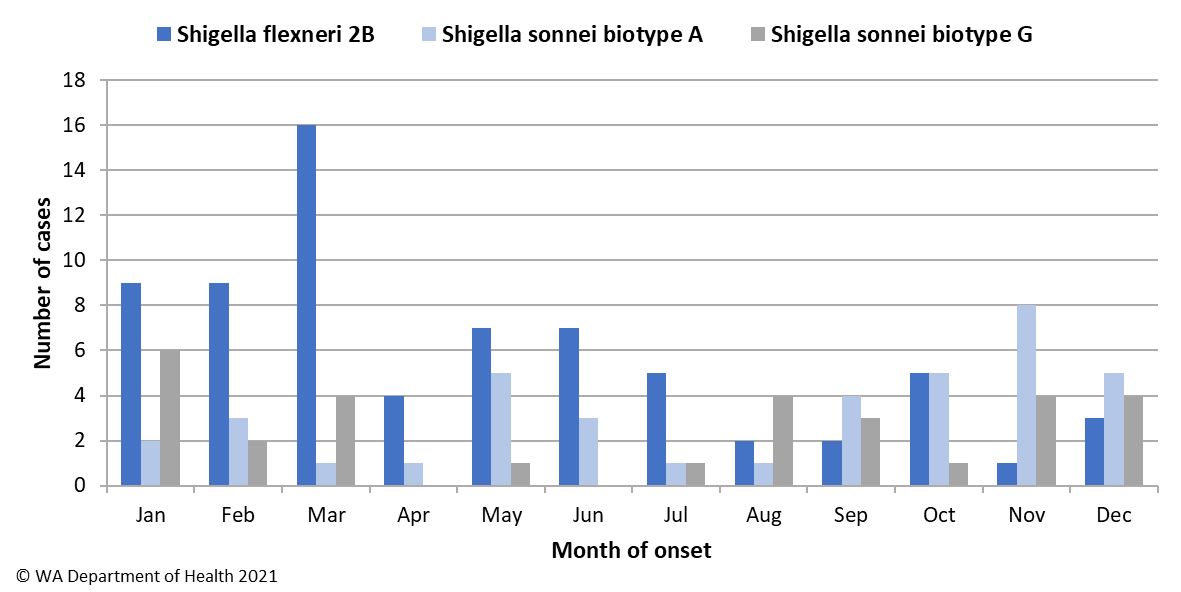 Shigella flexneri 2B Shigella sonnei biotype A Shigella sonnei biotype G
Number of cases
18
16
14
12
10
8
6
4
2
0
Jan Feb Mar Apr May Jun Jul Aug Sep Oct Nov Dec
Month of onset
© WA Department of Health 2021